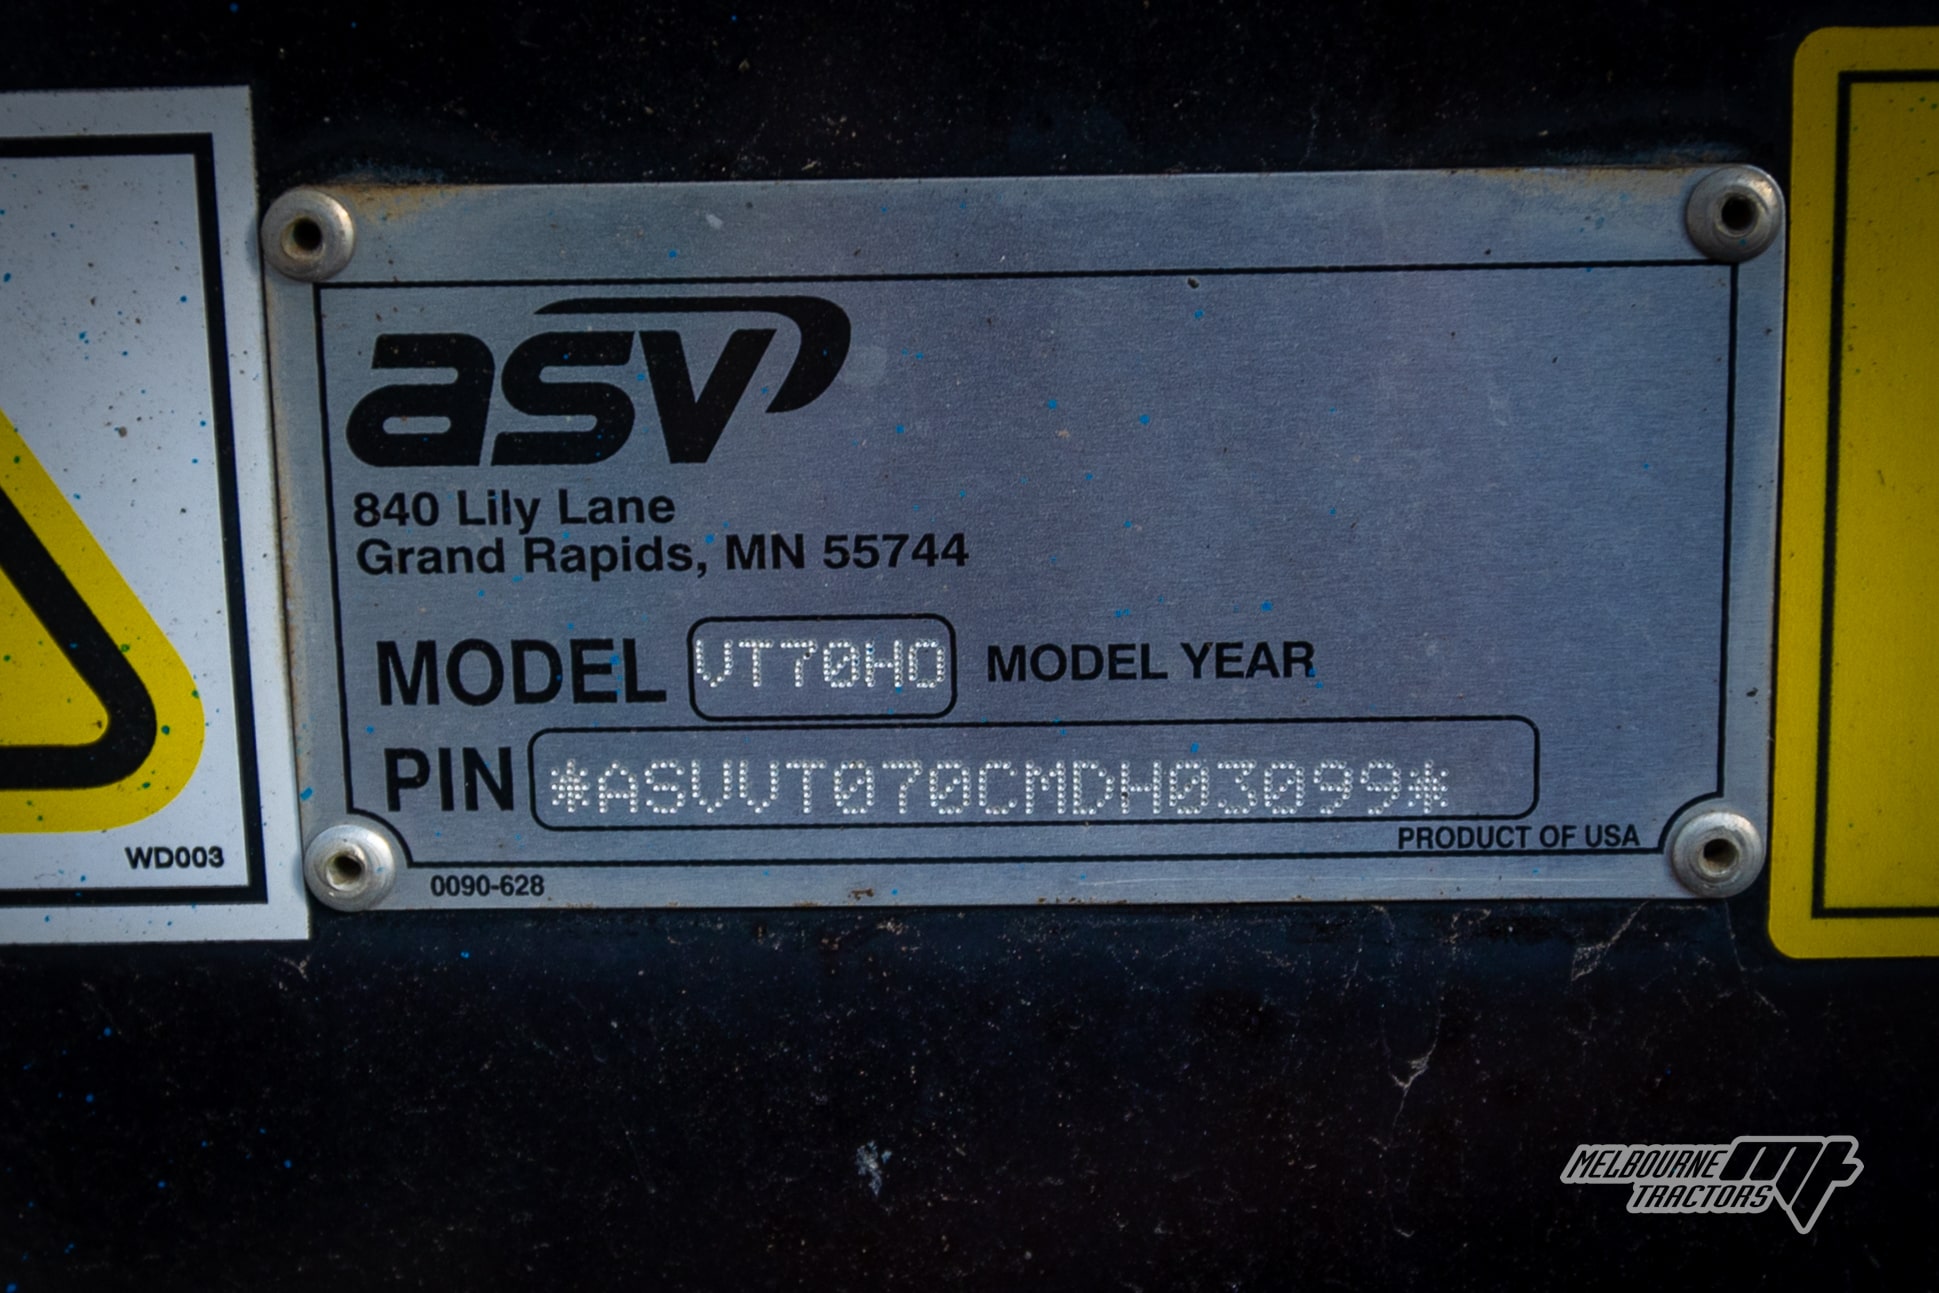 asv
840 Lily Lane
Grand Rapids, MN 55744
MODEL VT70HO MODEL YEAR
PIN *ASVVT070CMDH03099*
PRODUCT OF USA
0090-628
WD003
MELBOURNE
TRACTORS